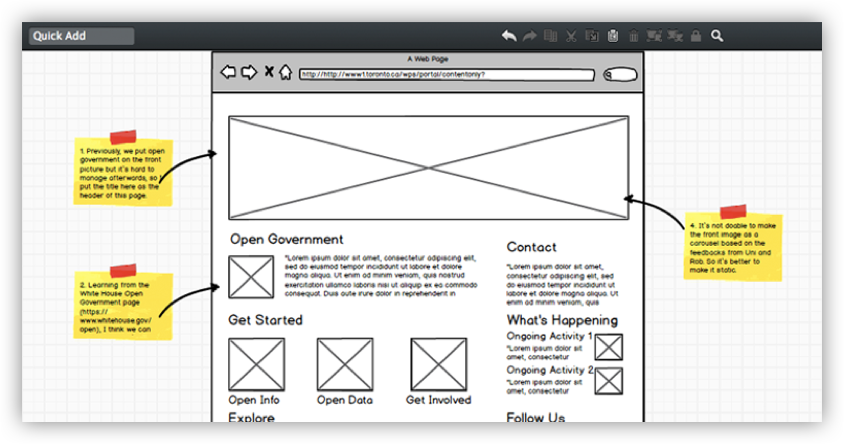 Quick Add
A Web Page
http://http://www1.toronto.ca/wps/portal/contentonly?
1. Previously, we put open
government on the front
picture but it's hard to
manage afterwords, so I
put the title here as the
header of this page.
4. It's not doable to make
the front image as a
carousel based on the
feedbacks from Uni and
Rob. So it's better to
make it static.
Open Government
"Lorem ipsum dolor sit amet, consectetur adipiscing elit,
sed do eiusmod tempor incididunt ut labore et dolore
magna aliqua. Ut enim ad minim veniam, quis nostrud
exercitation ullamco laboris nisi ut aliquip ex ea commodo
consequat. Duis aute irure dolor in reprehenderit in
Contact
"Lorem ipsum dolor sit amet,
consectetur adipiscing elit, sed do
eiusmod tempor incididunt ut
labore et dolore magna aliqua. Ut
enim ad minim veniam, quis
2. Learning from the
White House Open
Government page
(https://
www.whitehouse.gov/
open), I think we can
Get Started
Open Info
Open Data
Get Involved
What's Happening
Ongoing Activity 1
"Lorem ipsum dolor sit
amet, consectetur
Ongoing Activity 2
"Lorem ipsum dolor sit
amet, consectetur
Explore
Follow Us